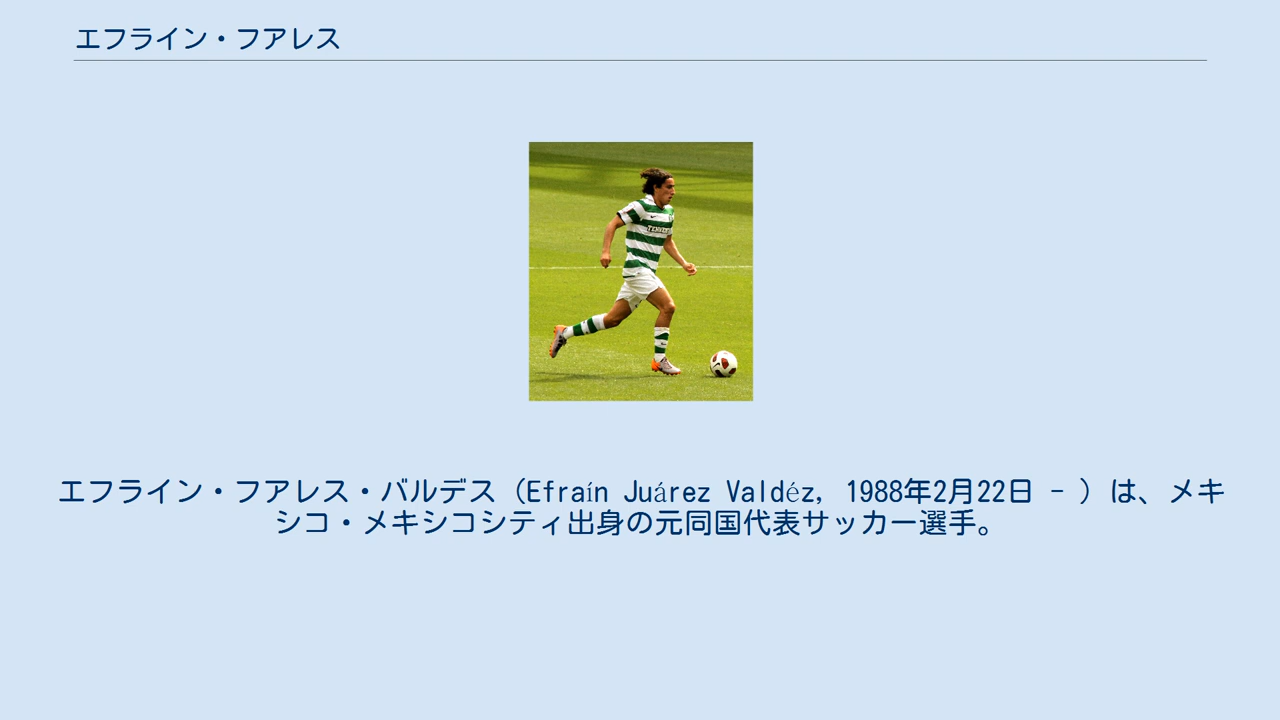 エフライン・フアレス
エフライン・フアレス・バルデス（Efraín Juárez Valdéz, 1988年2月22日 - ）は、メキ
シコ・メキシコシティ出身の元同国代表サッカー選手。